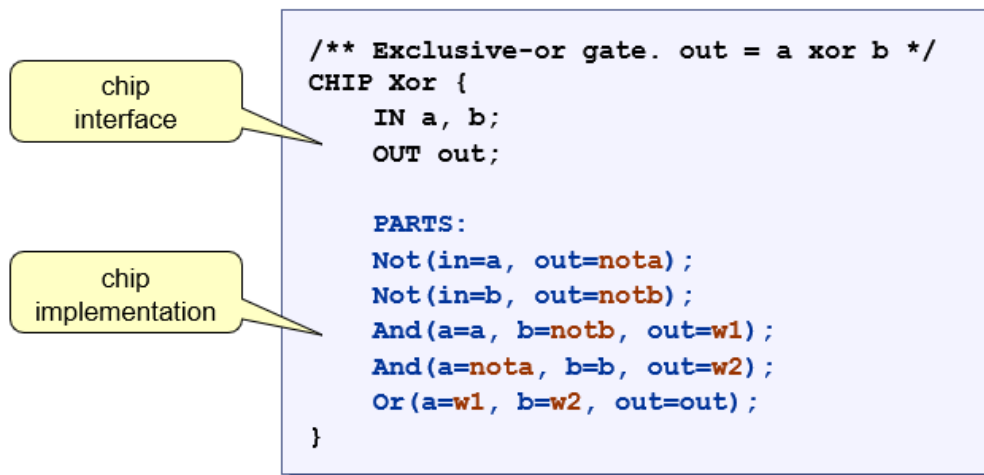 /** Exclusive-or gate. out = a xor b */
CHIP Xor {
IN a, b;
OUT out;
PARTS:
Not(in=a, out=nota);
Not(in=b, out=notb);
And(a=a, b=notb, out=w1);
And(a=nota, b=b, out=w2);
Or(a=w1, b=w2, out=out);
}
chip
interface
chip
implementation